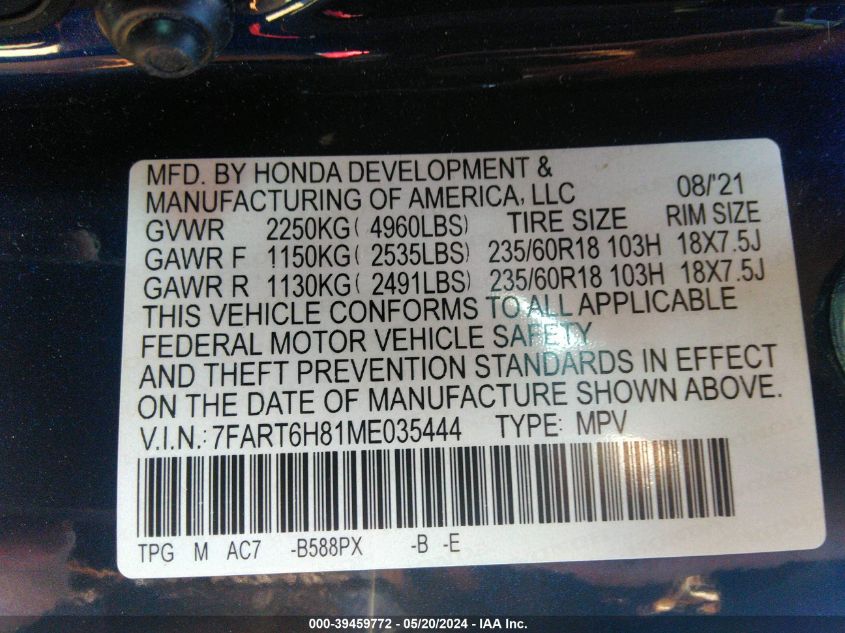 MFD. BY HONDA DEVELOPMENT &
MANUFACTURING OF AMERICA, LLC 08/'21
GVWR 2250KG( 4960LBS) TIRE SIZE RIM SIZE
GAWR F 1150KG( 2535LBS) 235/60R18 103H 18X7.5J
GAWR R 1130KG( 2491LBS) 235/60R18 103H 18X7.5J
THIS VEHICLE CONFORMS TO ALL APPLICABLE
FEDERAL MOTOR VEHICLE SAFETY
AND THEFT PREVENTION STANDARDS IN EFFECT
ON THE DATE OF MANUFACTURE SHOWN ABOVE.
V.I.N.: 7FART6H81ME035444 TYPE: MPV
TPG M AC7 -B588PX -B -E
000-39459772 - 05/20/2024 - IAA Inc.